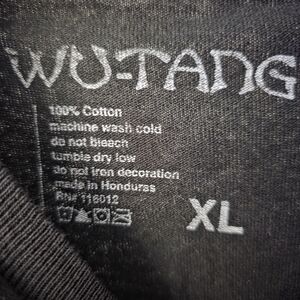 WU-TANG
100% Cotton
machine wash cold
do not bleach
tumble dry low
do not iron decoration
made in Honduras
RN# 116012
XL